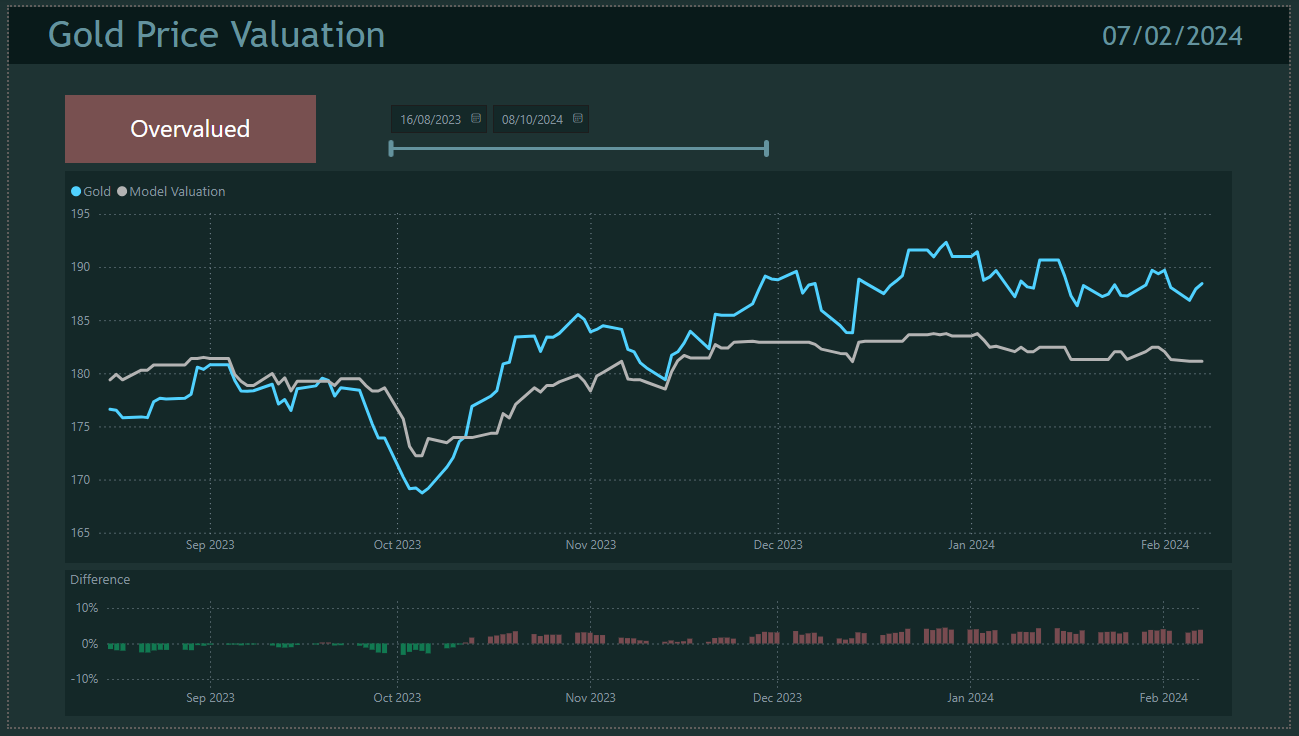 Gold Price Valuation 07/02/2024
Overvalued
16/08/2023 08/10/2024
Gold Model Valuation
195
190
185
180
175
170
165
Sep 2023 Oct 2023 Nov 2023 Dec 2023 Jan 2024 Feb 2024
Difference
10%
0%
-10%
Sep 2023 Oct 2023 Nov 2023 Dec 2023 Jan 2024 Feb 2024